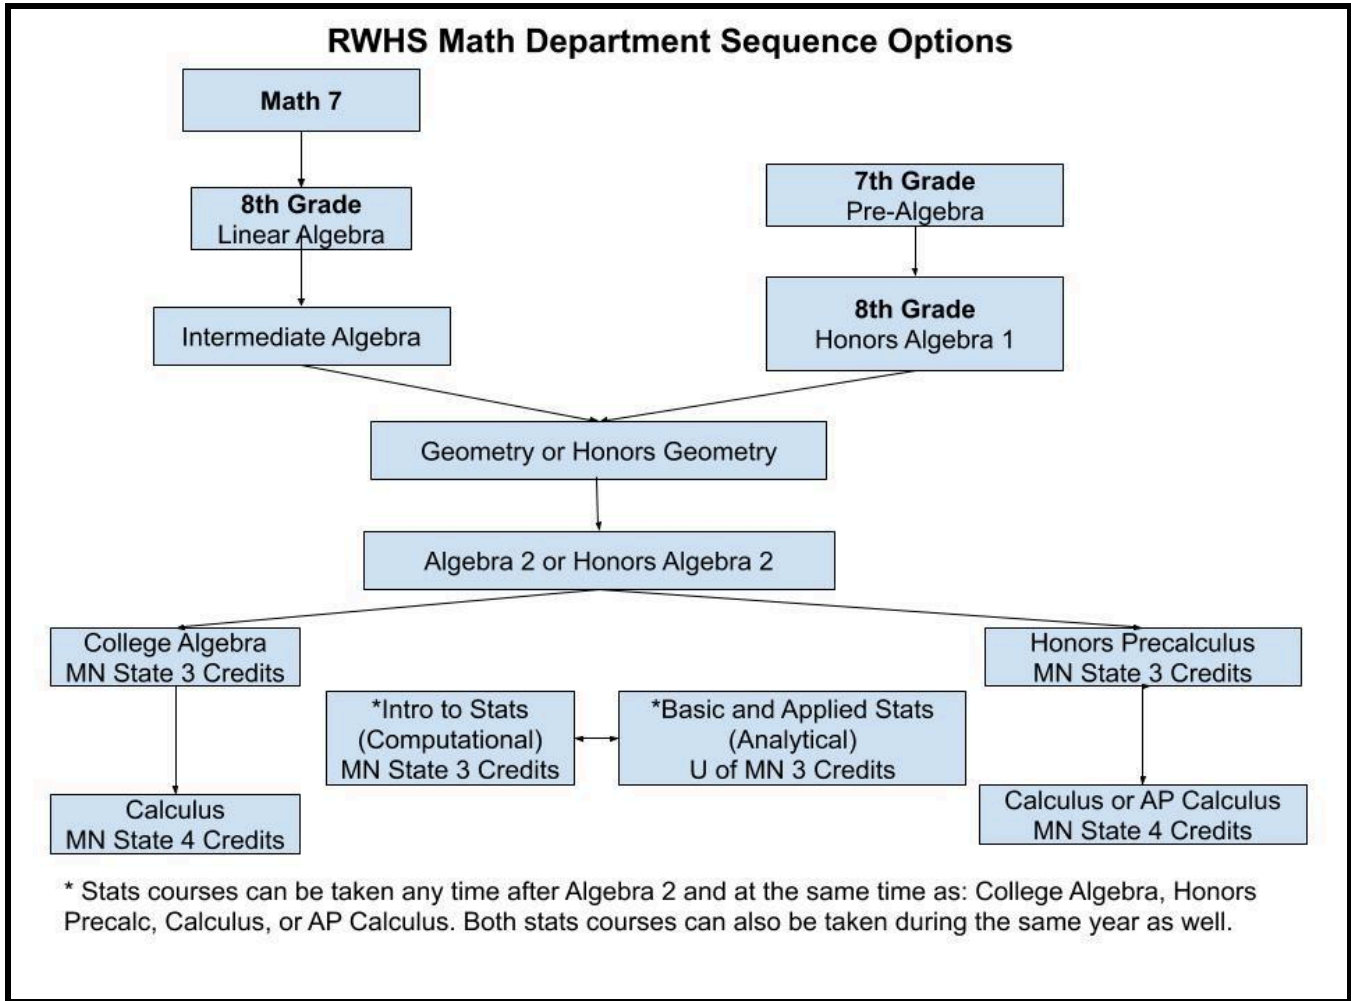 RWHS Math Department Sequence Options
Math 7
8th Grade
Linear Algebra
7th Grade
Pre-Algebra
Intermediate Algebra
8th Grade
Honors Algebra 1
Geometry or Honors Geometry
Algebra 2 or Honors Algebra 2
College Algebra
MN State 3 Credits
Honors Precalculus
MN State 3 Credits
*Intro to Stats
(Computational)
MN State 3 Credits
*Basic and Applied Stats
(Analytical)
U of MN 3 Credits
Calculus
MN State 4 Credits
Calculus or AP Calculus
MN State 4 Credits
* Stats courses can be taken any time after Algebra 2 and at the same time as: College Algebra, Honors
Precalc, Calculus, or AP Calculus. Both stats courses can also be taken during the same year as well.